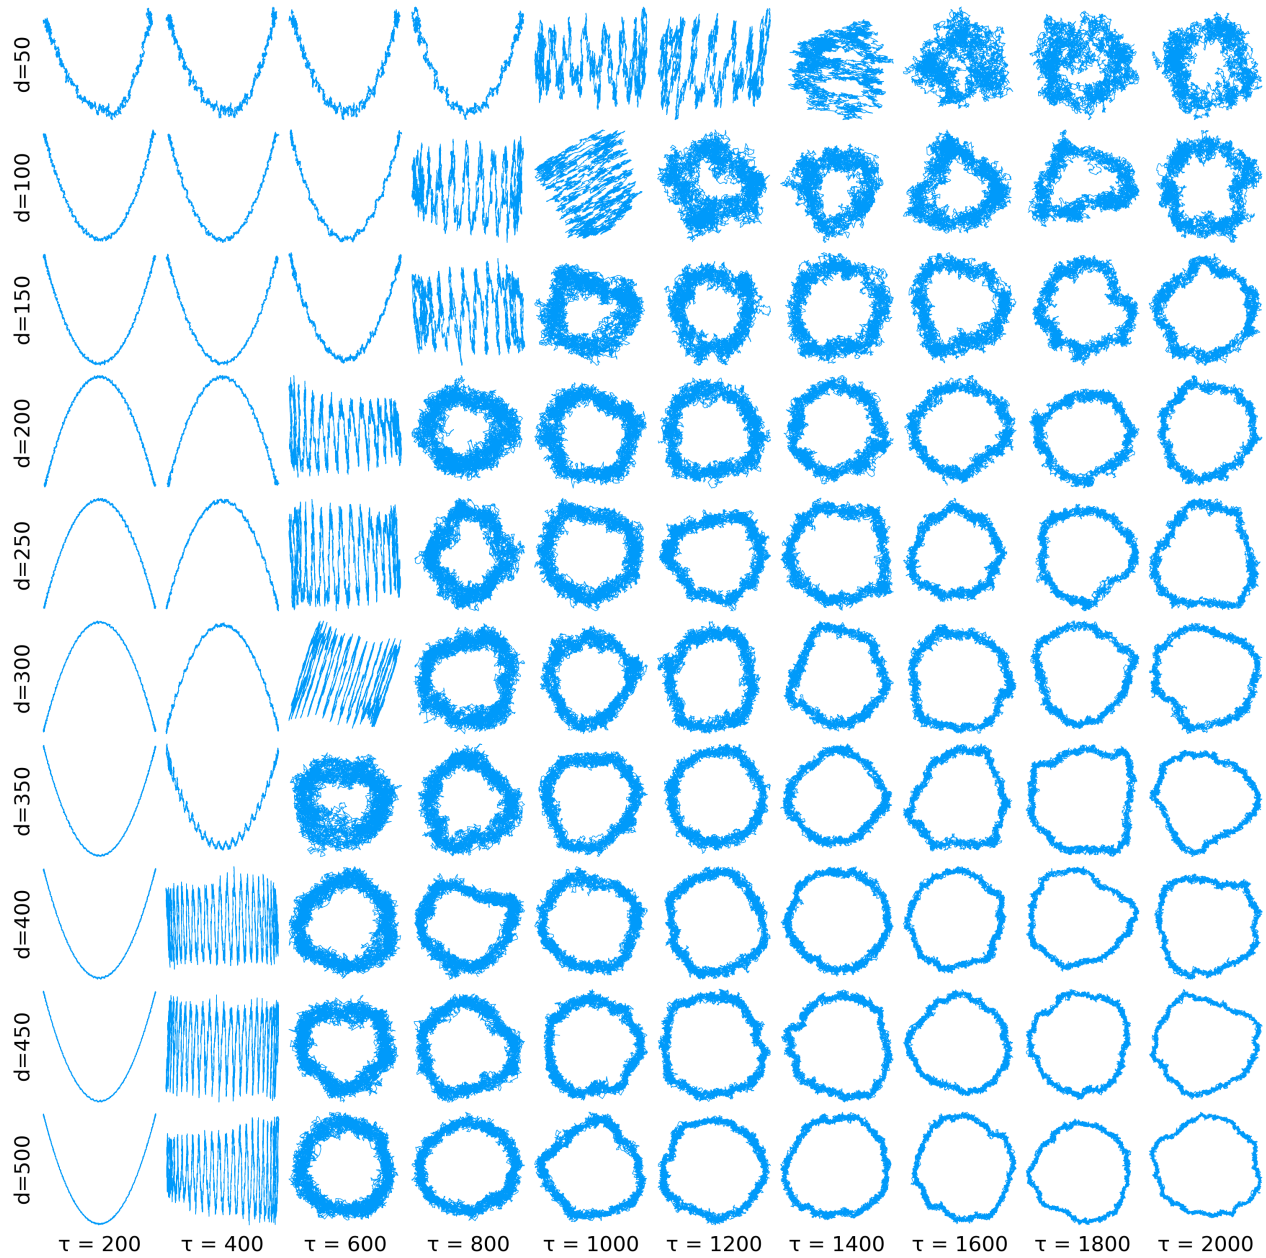 d=50
d=100
d=150
d=200
d=250
d=300
d=350
d=400
d=450
d=500
τ = 200 τ = 400 τ = 600 τ = 800 τ = 1000 τ = 1200 τ = 1400 τ = 1600 τ = 1800 τ = 2000